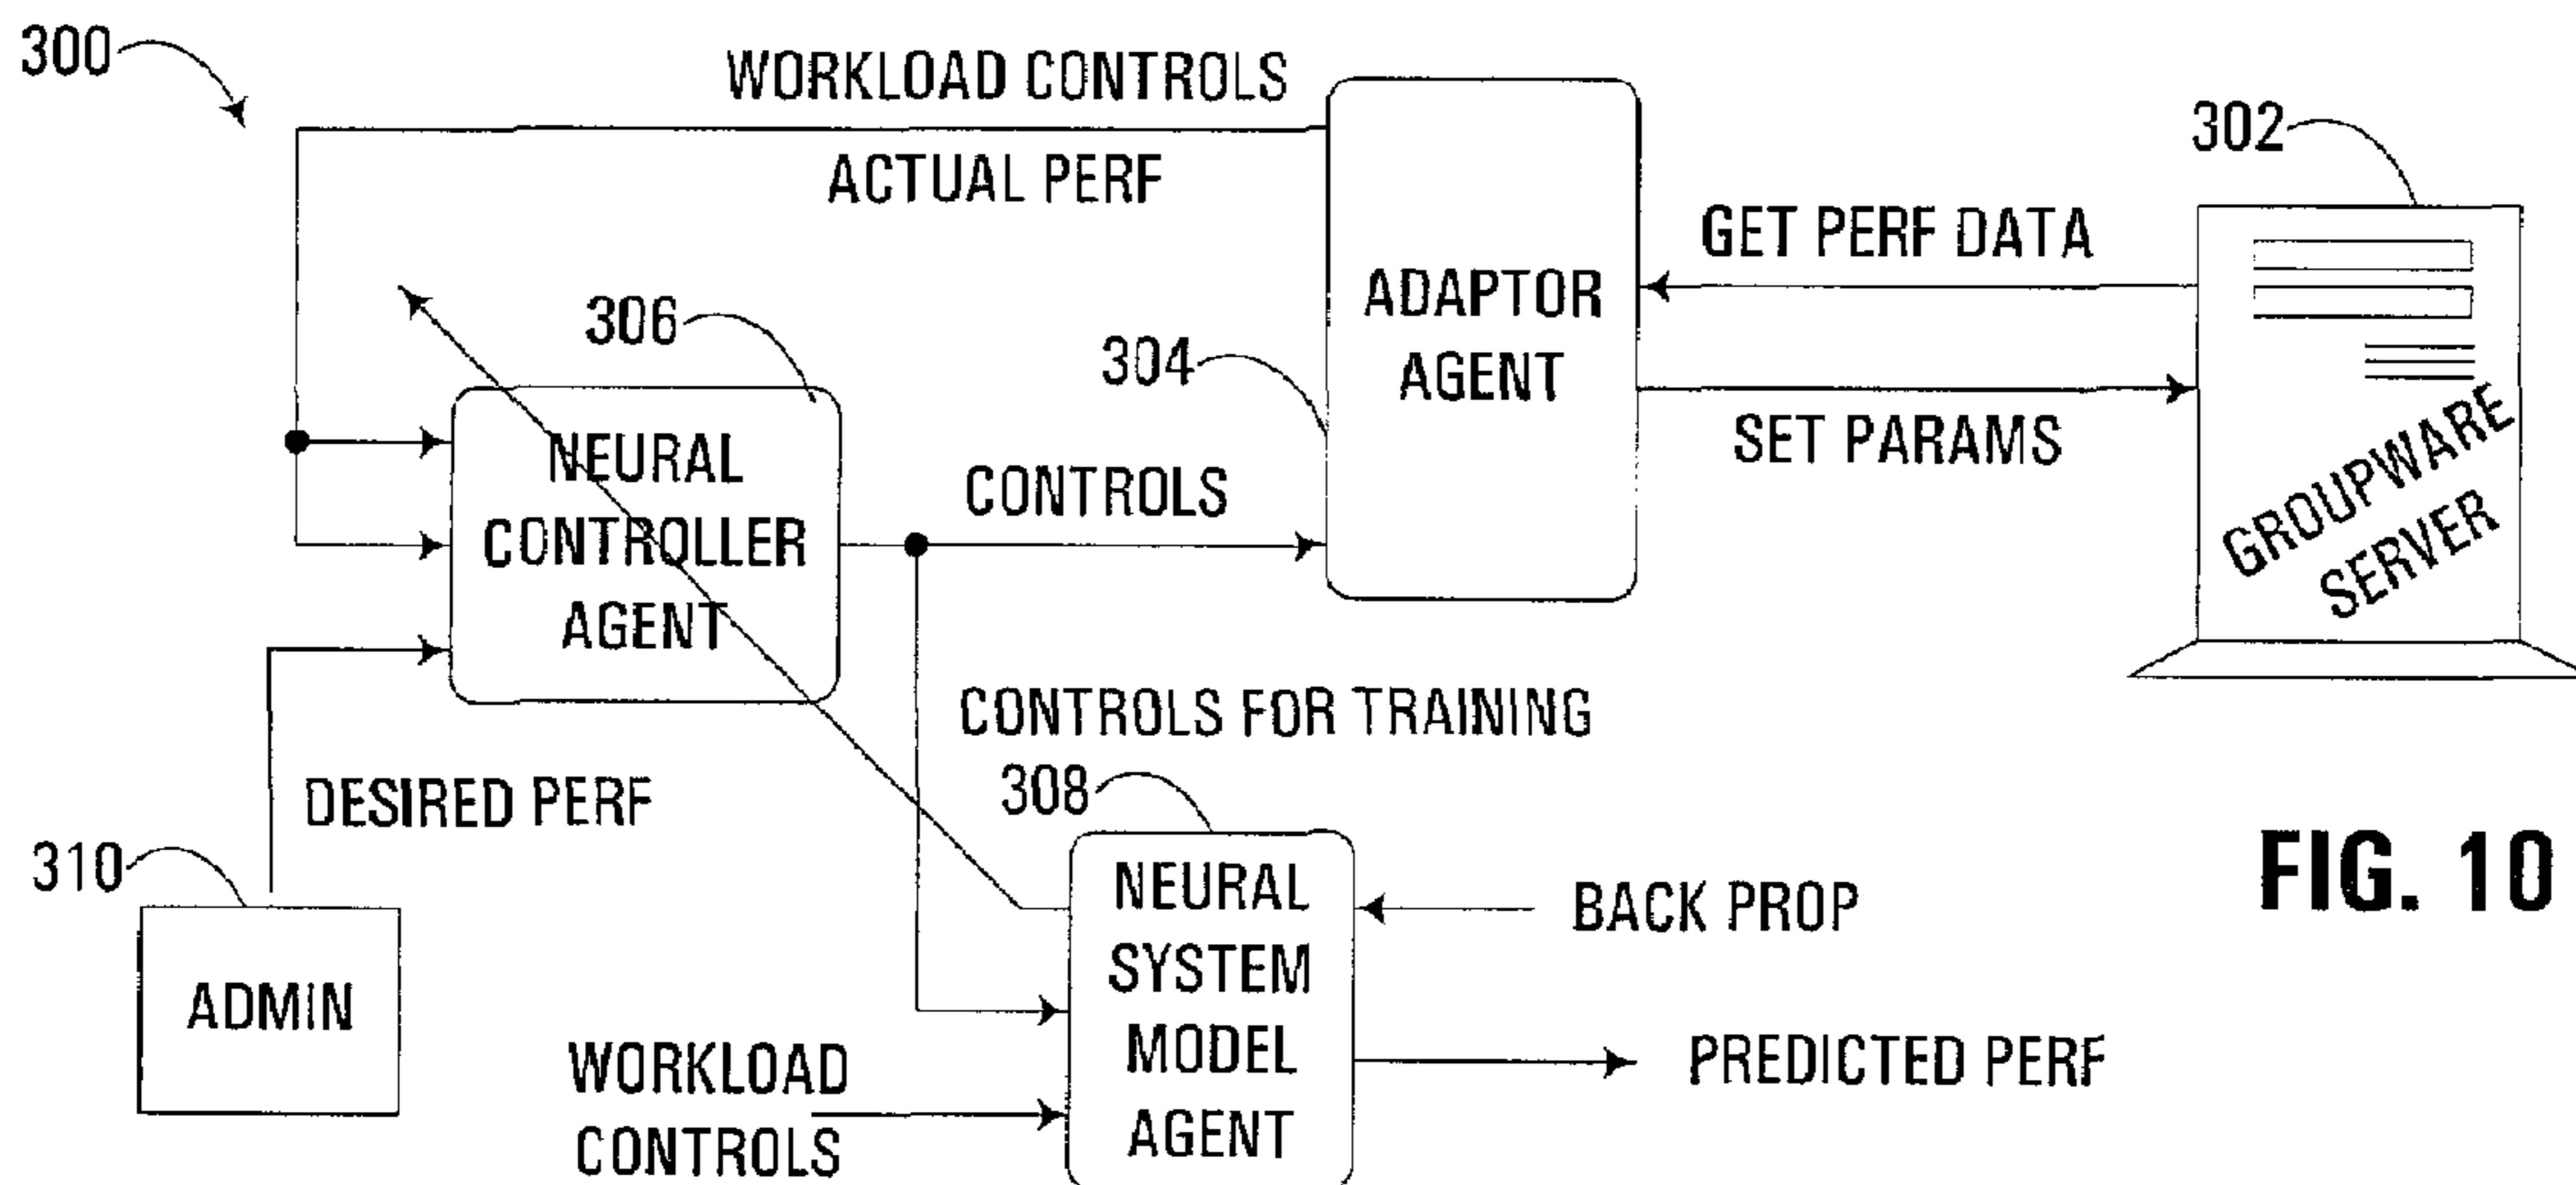 300
WORKLOAD CONTROLS
ACTUAL PERF
302
GET PERF DATA
ADAPTOR
AGENT
306
304
SET PARAMS
NEURAL
CONTROLLER
AGENT
CONTROLS
GROUPWARE
SERVER
CONTROLS FOR TRAINING
DESIRED PERF
308
310
ADMIN
NEURAL
SYSTEM
MODEL
AGENT
BACK PROP
PREDICTED PERF
WORKLOAD
CONTROLS
FIG. 10